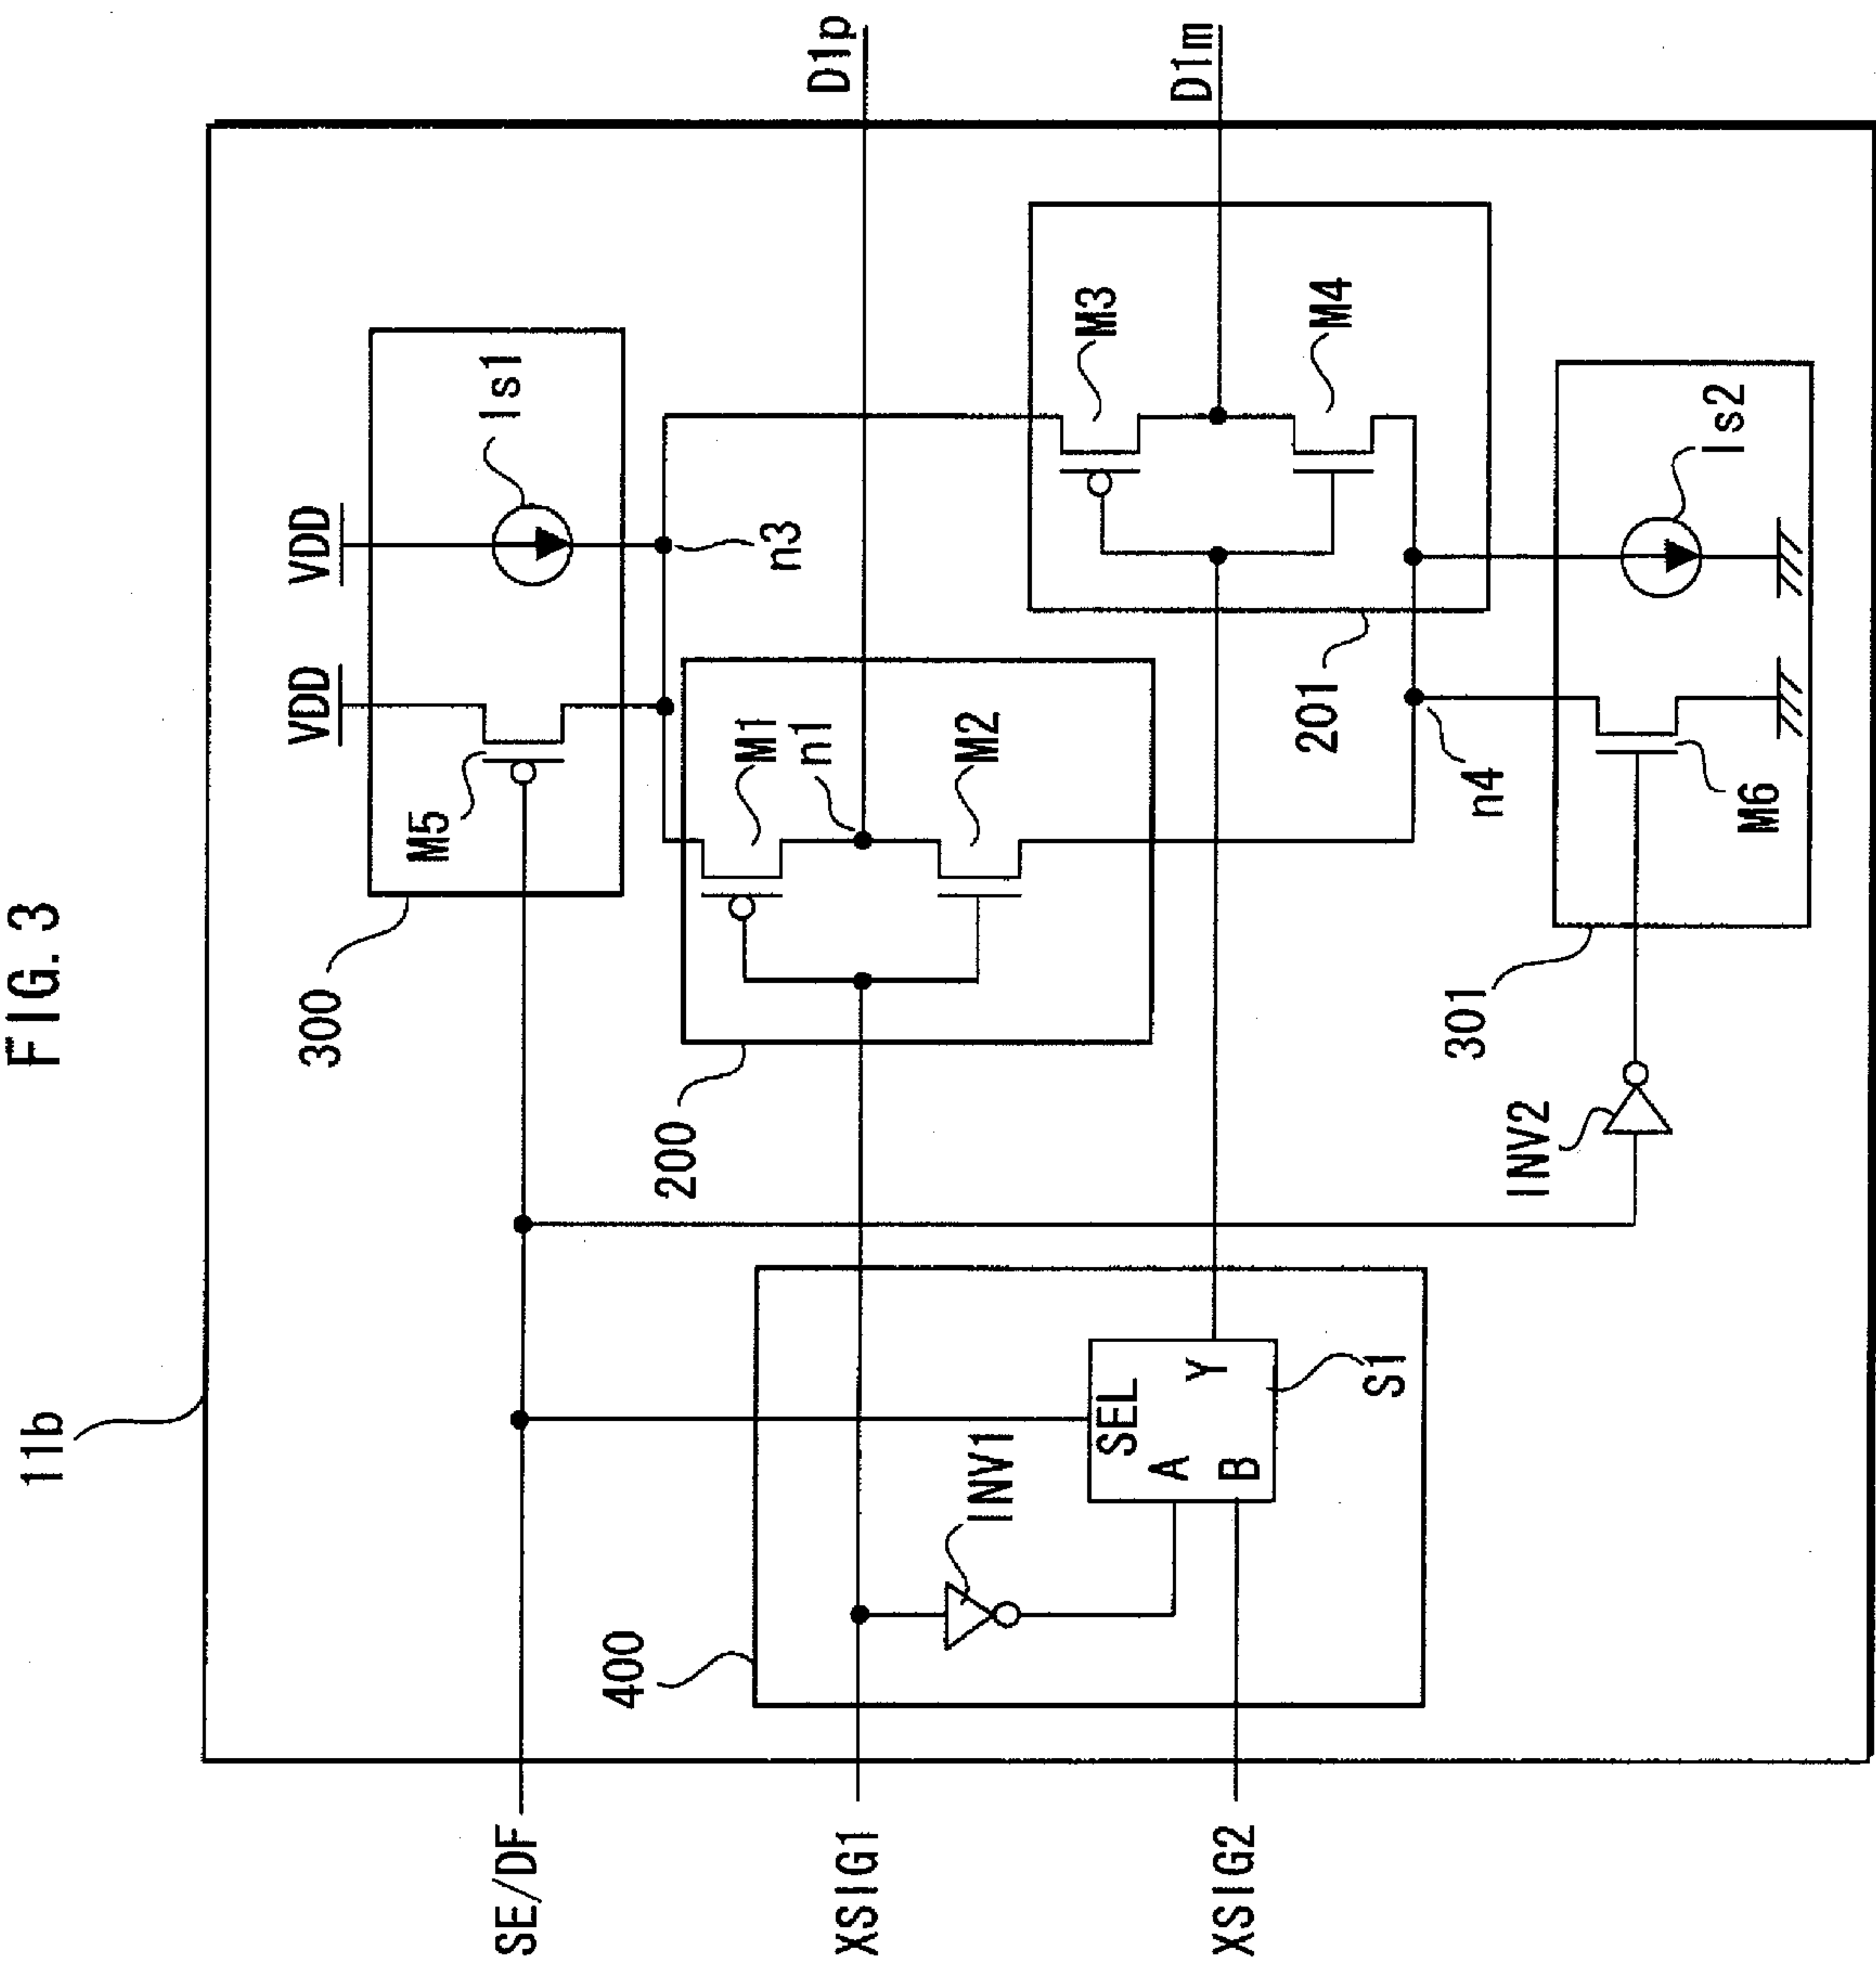 FIG. 3
11b
SE/DF
XSIG1
XSIG2
D1p
D1m
VDD
VDD
300
M5
Is1
n3
200
M1
n1
M2
201
M3
M4
n4
400
INV1
SEL
A
B
Y
S1
INV2
301
M6
Is2